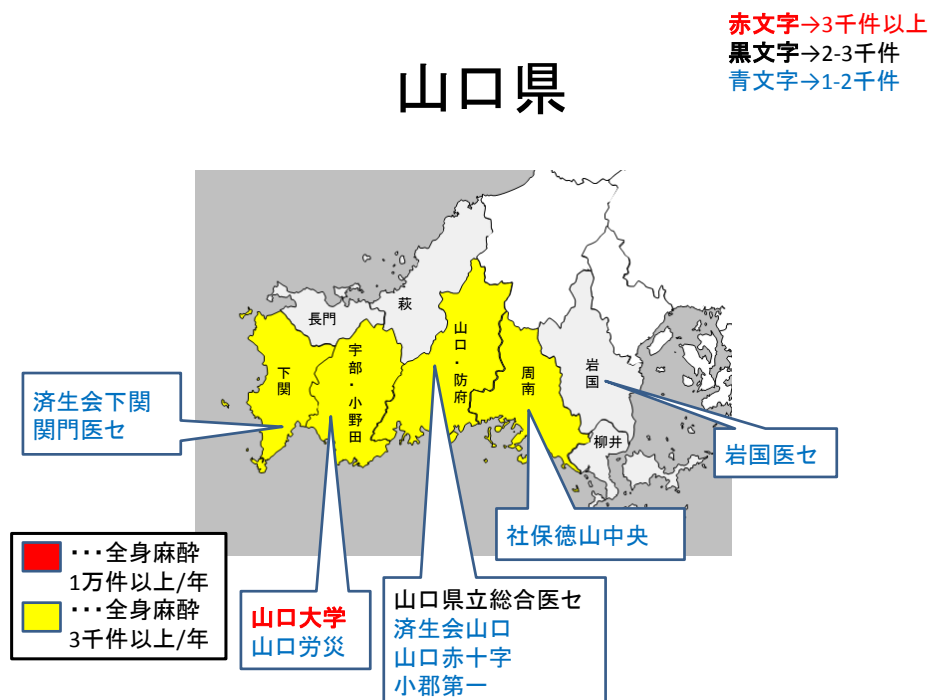 赤文字→3千件以上
黒文字→2-3千件
青文字→1-2千件
山口県
長門
萩
山口・防府
宇部・小野田
下関
周南
岩国
柳井
済生会下関
関門医セ
岩国医セ
社保徳山中央
・・・全身麻酔
1万件以上/年
・・・全身麻酔
3千件以上/年
山口大学
山口労災
山口県立総合医セ
済生会山口
山口赤十字
小郡第一